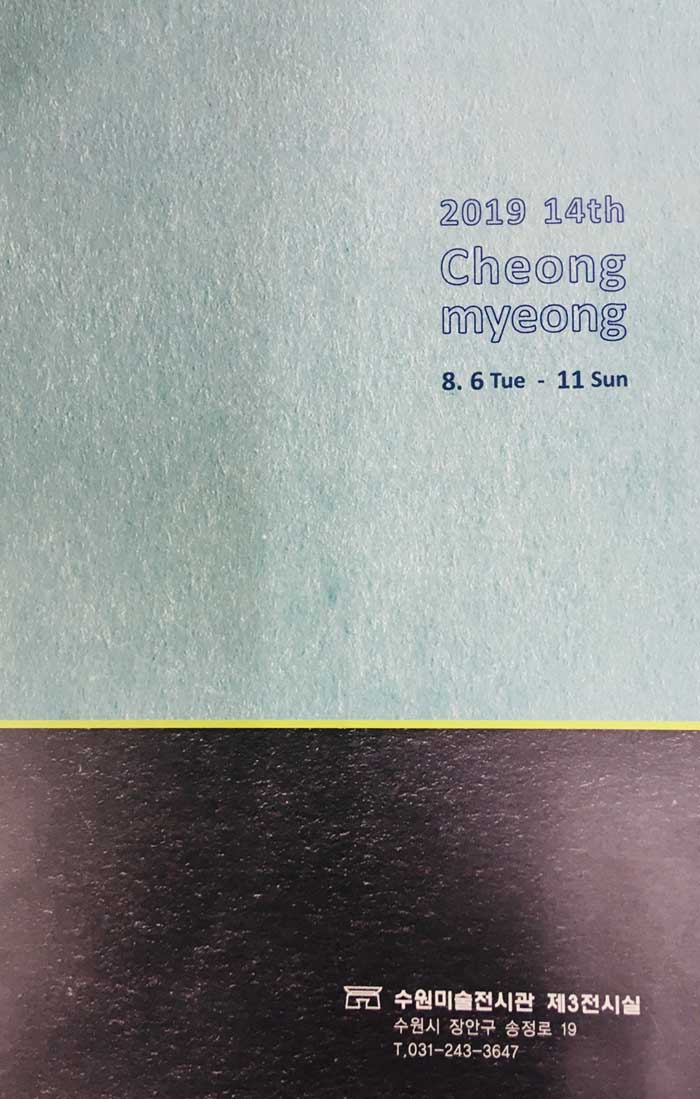 2019 14th
Cheong
myeong
8. 6 Tue - 11 Sun
수원미술전시관 제3전시실
수원시 장안구 송정로 19
T,031-243-3647